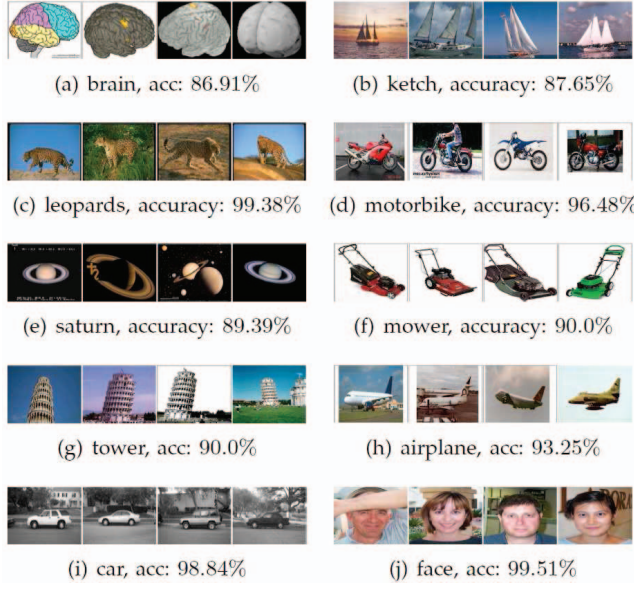 (a) brain, acc: 86.91%
(b) ketch, accuracy: 87.65%
(c) leopards, accuracy: 99.38%
(d) motorbike, accuracy: 96.48%
(e) saturn, accuracy: 89.39%
(f) mower, accuracy: 90.0%
(g) tower, acc: 90.0%
(h) airplane, acc: 93.25%
(i) car, acc: 98.84%
(j) face, acc: 99.51%